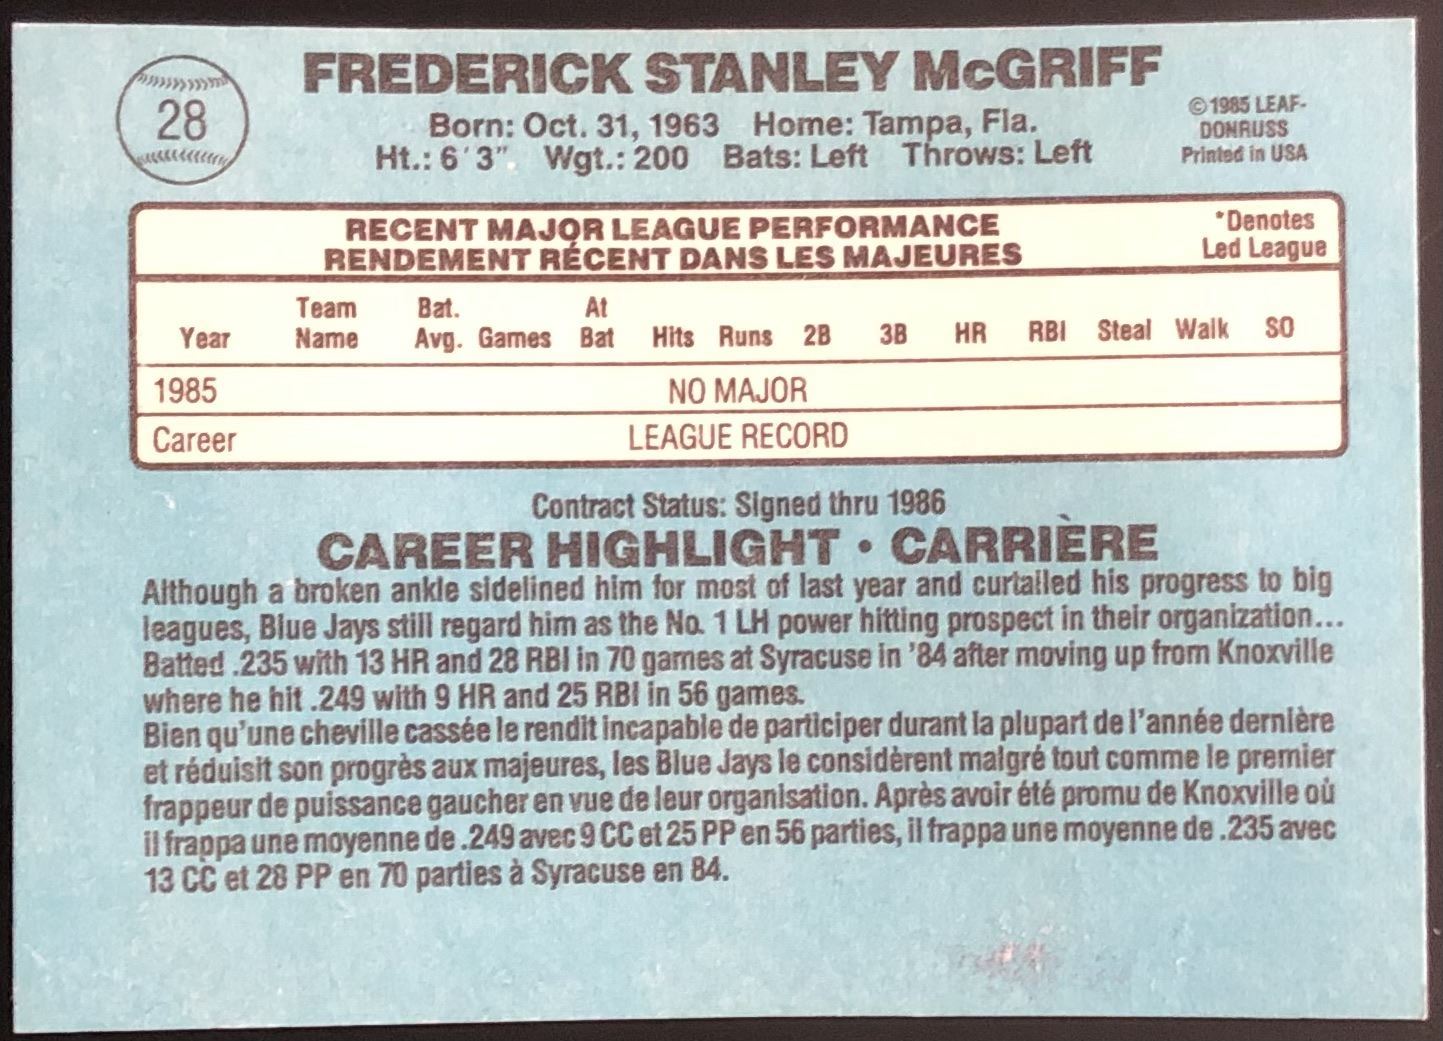 28
FREDERICK STANLEY McGRIFF
Born: Oct. 31, 1963 Home: Tampa, Fla.
Ht.: 6'3" Wgt.: 200 Bats: Left Throws: Left
©1985 LEAF-
DONRUSS
Printed in USA
RECENT MAJOR LEAGUE PERFORMANCE
RENDEMENT RÉCENT DANS LES MAJEURES
*Denotes
Led League
Year Team Name Bat. Avg. Games At Bat Hits Runs 2B 3B HR RBI Steal Walk SO
1985 NO MAJOR
Career LEAGUE RECORD
Contract Status: Signed thru 1986
CAREER HIGHLIGHT • CARRIÈRE
Although a broken ankle sidelined him for most of last year and curtailed his progress to big
leagues, Blue Jays still regard him as the No. 1 LH power hitting prospect in their organization...
Batted .235 with 13 HR and 28 RBI in 70 games at Syracuse in '84 after moving up from Knoxville
where he hit .249 with 9 HR and 25 RBI in 56 games.
Bien qu'une cheville cassée le rendit incapable de participer durant la plupart de l'année dernière
et réduisit son progrès aux majeures, les Blue Jays le considèrent malgré tout comme le premier
frappeur de puissance gaucher en vue de leur organisation. Après avoir été promu de Knoxville où
il frappa une moyenne de .249 avec 9 CC et 25 PP en 56 parties, il frappa une moyenne de .235 avec
13 CC et 28 PP en 70 parties à Syracuse en 84.